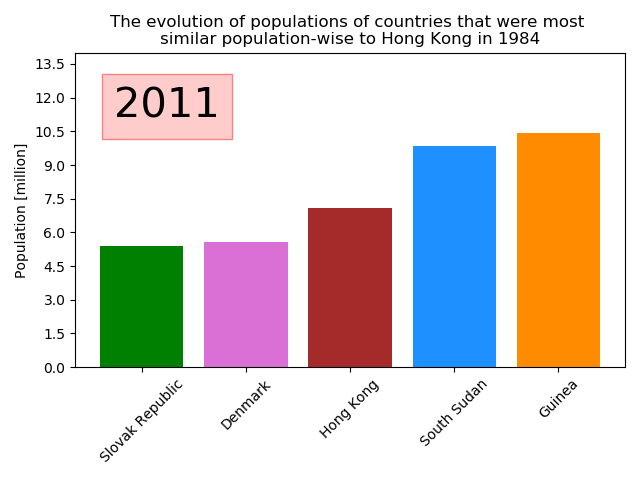 The evolution of populations of countries that were most
similar population-wise to Hong Kong in 1984
2011
Population [million]
13.5
12.0
10.5
9.0
7.5
6.0
4.5
3.0
1.5
0.0
Slovak Republic
Denmark
Hong Kong
South Sudan
Guinea